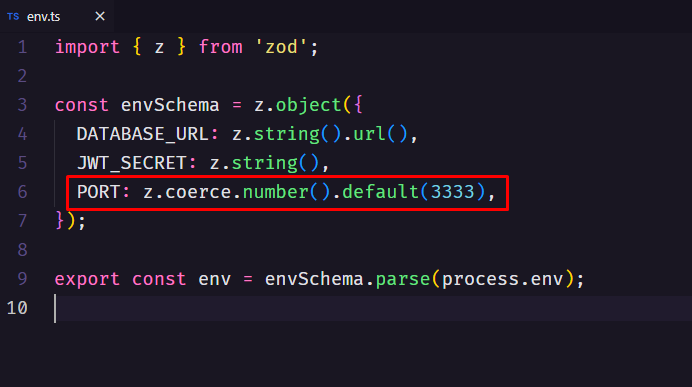 TS env.ts ×
1 import { z } from 'zod';
2
3 const envSchema = z.object({
4   DATABASE_URL: z.string().url(),
5   JWT_SECRET: z.string(),
6   PORT: z.coerce.number().default(3333),
7 });
8
9 export const env = envSchema.parse(process.env);
10